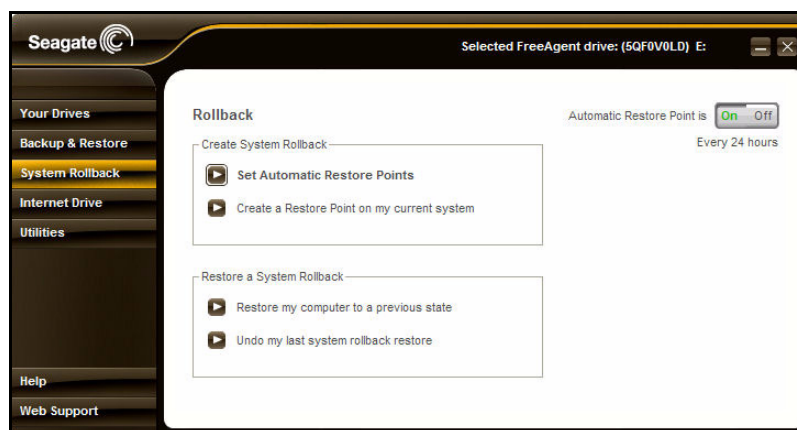 Seagate
Selected FreeAgent drive: (5QF0V0LD) E:
Your Drives
Backup & Restore
System Rollback
Internet Drive
Utilities
Help
Web Support
Rollback
Automatic Restore Point is On Off
Every 24 hours
Create System Rollback
Set Automatic Restore Points
Create a Restore Point on my current system
Restore a System Rollback
Restore my computer to a previous state
Undo my last system rollback restore